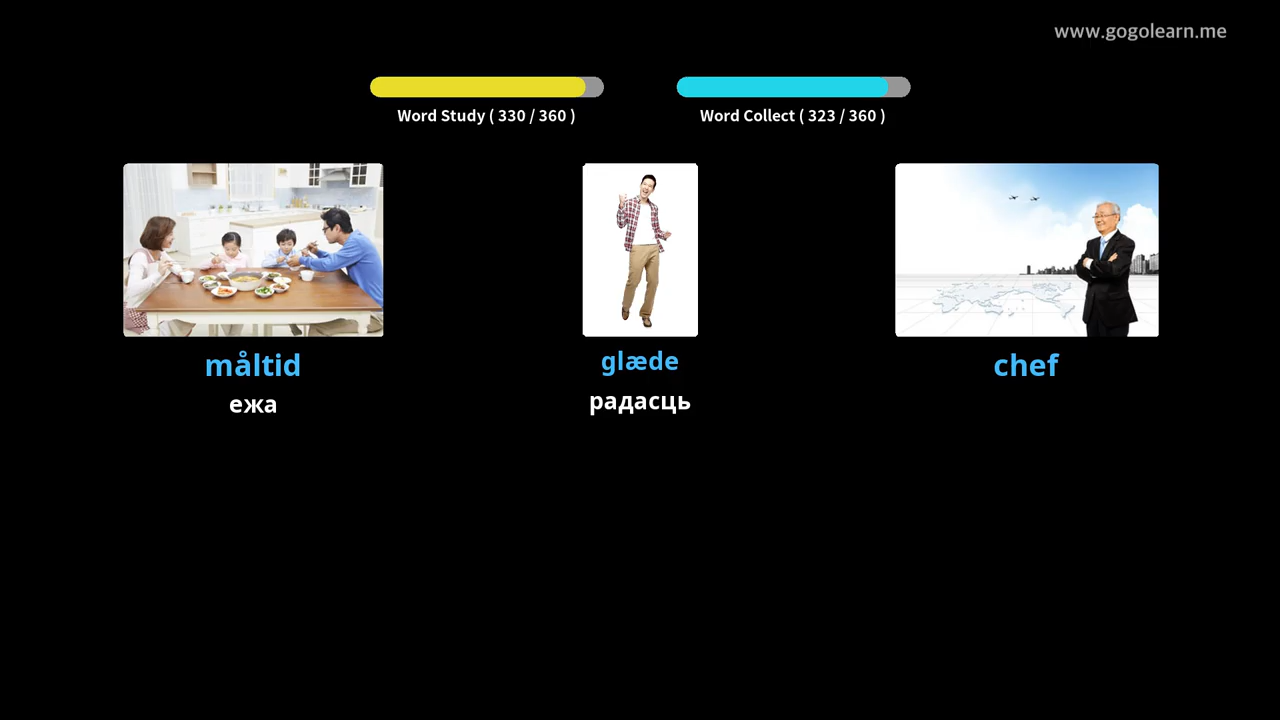 www.gogolearn.me
Word Study ( 330 / 360 )
Word Collect ( 323 / 360 )
måltid
glæde
chef
ежа
радасць